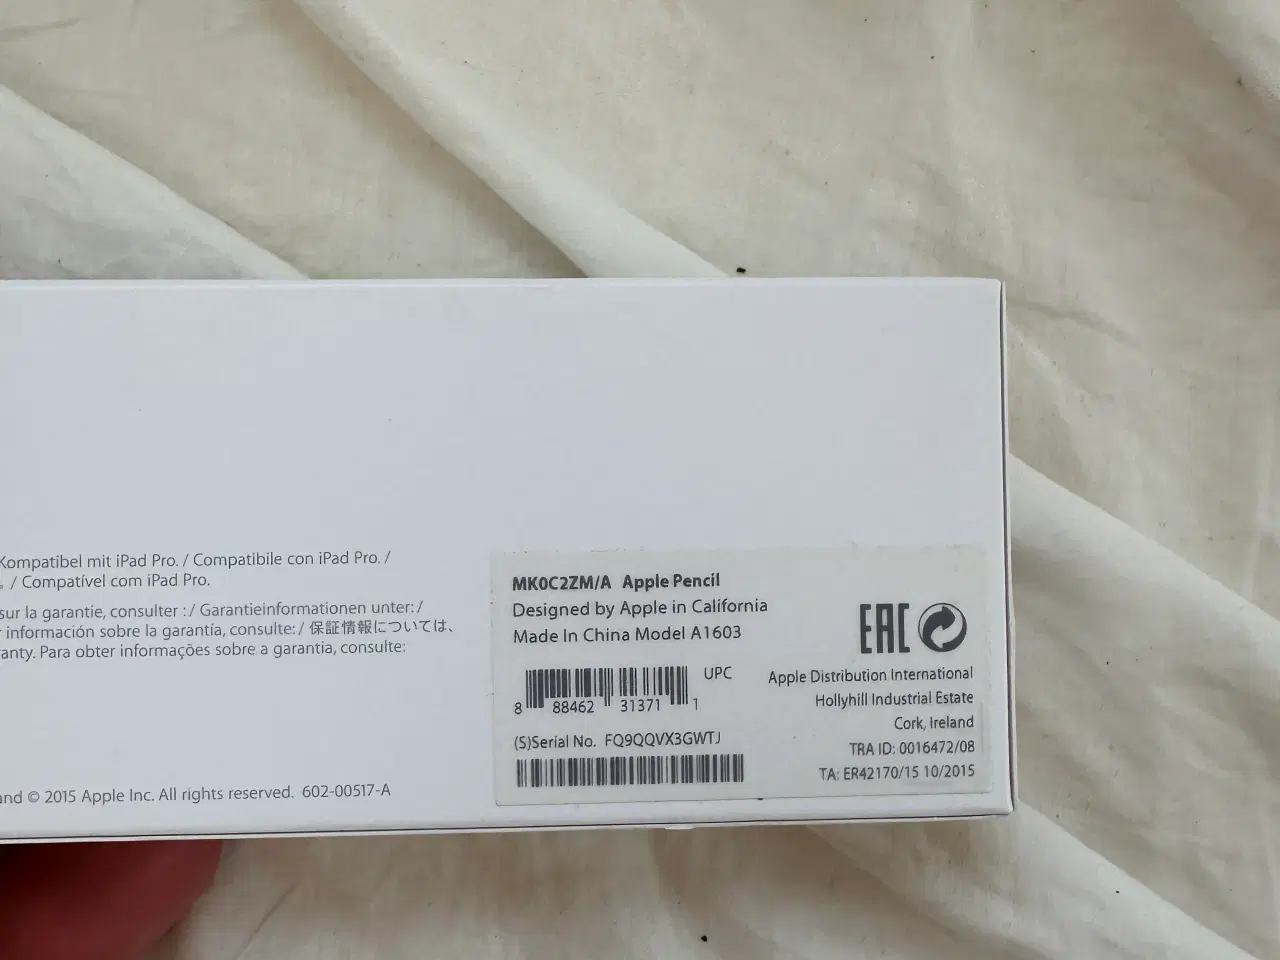 Kompatibel mit iPad Pro. / Compatibile con iPad Pro. /
. / Compatível com iPad Pro.
sur la garantie, consulter : / Garantieinformationen unter: /
información sobre la garantía, consulte: / 保証情報については、
anty. Para obter informações sobre a garantia, consulte:
and © 2015 Apple Inc. All rights reserved. 602-00517-A
MK0C2ZM/A Apple Pencil
Designed by Apple in California
Made In China Model A1603
UPC
8 88462 31371 1
(S)Serial No. FQ9QQVX3GWTJ
EAC
Apple Distribution International
Hollyhill Industrial Estate
Cork, Ireland
TRA ID: 0016472/08
TA: ER42170/15 10/2015